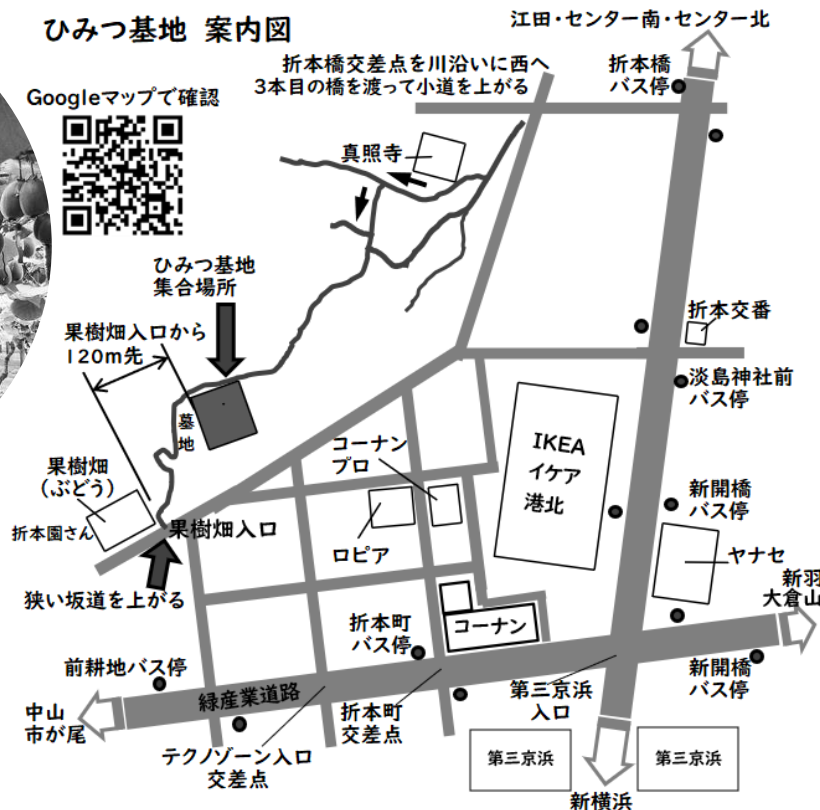 ひみつ基地 案内図
江田・センター南・センター北
折本橋交差点を川沿いに西へ
3本目の橋を渡って小道を上がる
折本橋
バス停
Googleマップで確認
真照寺
ひみつ基地
集合場所
果樹畑入口から
120m先
折本交番
淡島神社前
バス停
墓
地
IKEA
イケア
港北
コーナン
プロ
果樹畑
(ぶどう)
折本園さん
果樹畑入口
ロピア
新開橋
バス停
ヤナセ
狭い坂道を上がる
新羽
大倉山
コーナン
折本町
バス停
前耕地バス停
新開橋
バス停
緑産業道路
第三京浜
入口
中山
市が尾
折本町
交差点
テクノゾーン入口
交差点
第三京浜
第三京浜
新横浜